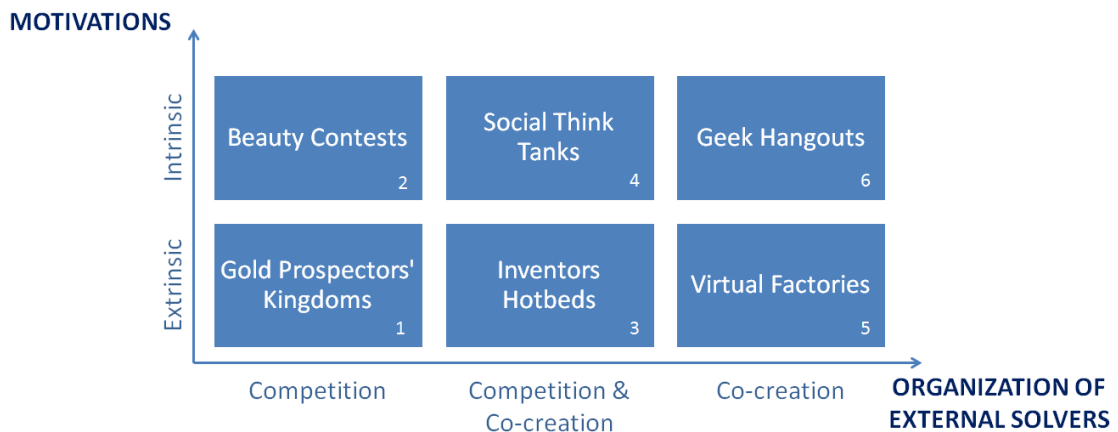 MOTIVATIONS
Intrinsic
Beauty Contests
2
Social Think
Tanks
4
Geek Hangouts
6
Extrinsic
Gold Prospectors'
Kingdoms
1
Inventors
Hotbeds
3
Virtual Factories
5
Competition
Competition &
Co-creation
Co-creation
ORGANIZATION OF
EXTERNAL SOLVERS